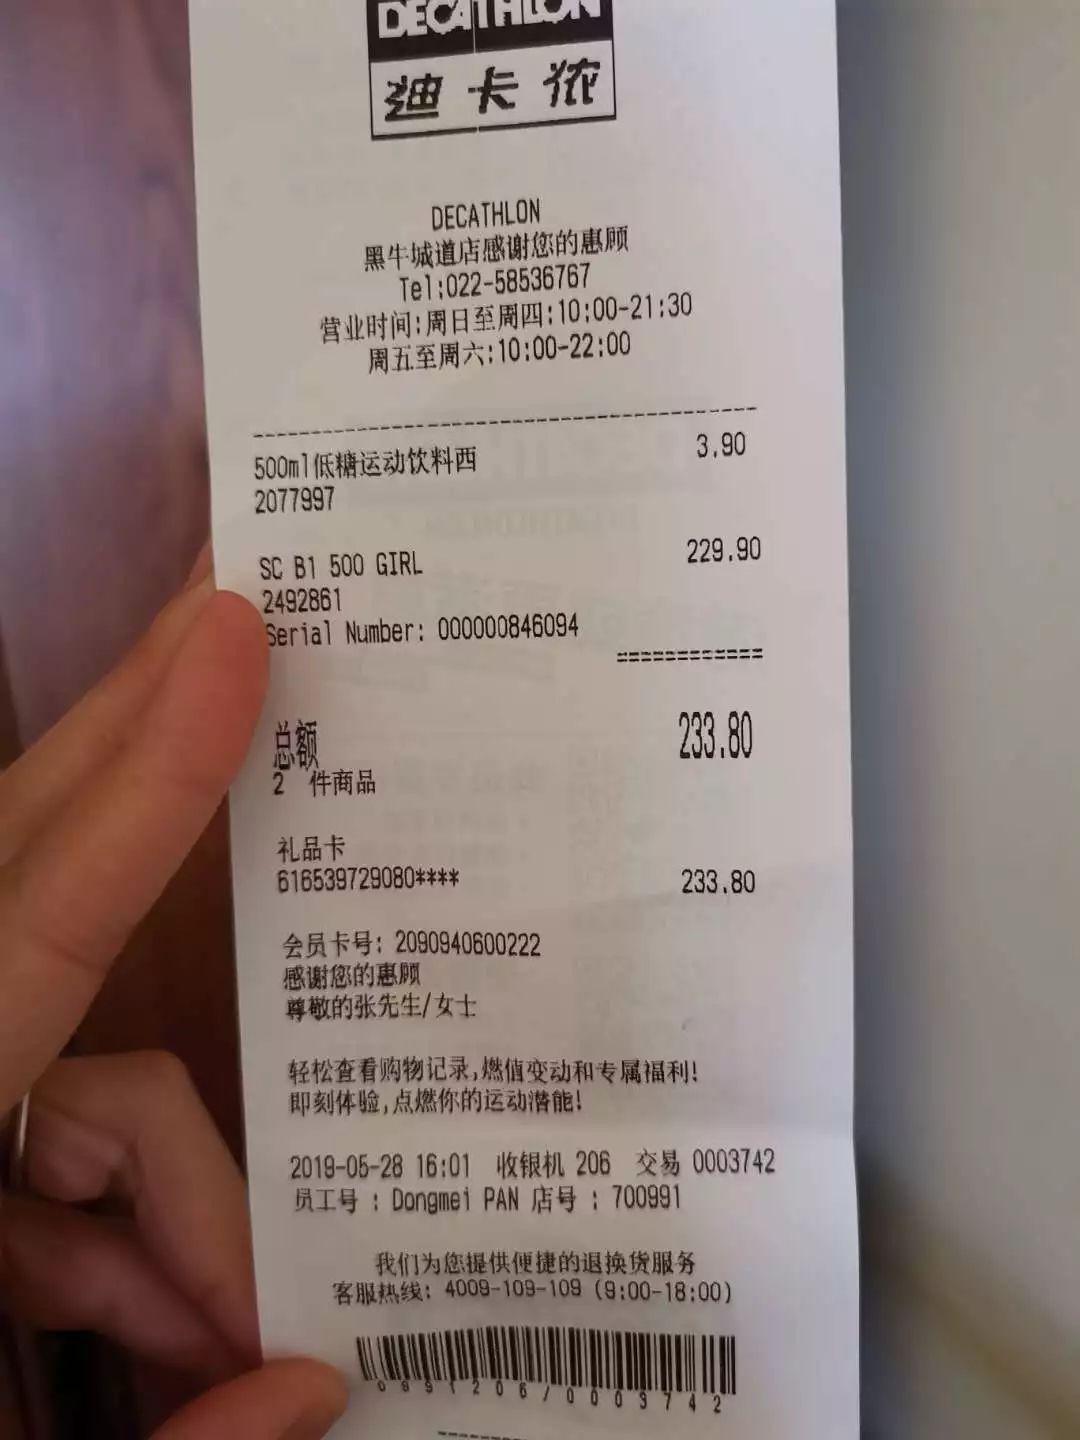 DECATHLON
迪卡侬
DECATHLON
黑牛城道店感谢您的惠顾
Tel:022-58536767
营业时间:周日至周四:10:00-21:30
周五至周六:10:00-22:00
500ml低糖运动饮料西 3.90
2077997
SC B1 500 GIRL 229.90
2492861
Serial Number: 000000846094
总额 233.80
2 件商品
礼品卡
616539729080**** 233.80
会员卡号: 2090940600222
感谢您的惠顾
尊敬的张先生/女士
轻松查看购物记录,燃值变动和专属福利!
即刻体验,点燃你的运动潜能!
2019-05-28 16:01 收银机 206 交易 0003742
员工号 : Dongmei PAN 店号 : 700991
我们为您提供便捷的退换货服务
客服热线: 4009-109-109 (9:00-18:00)
0991206/0003742